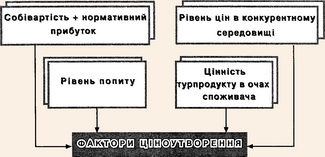 Собівартість + нормативний
прибуток
Рівень цін в конкурентному
середовищі
Рівень попиту
Цінність
турпродукту в очах
споживача
ФАКТОРИ ЦІНОУТВОРЕННЯ